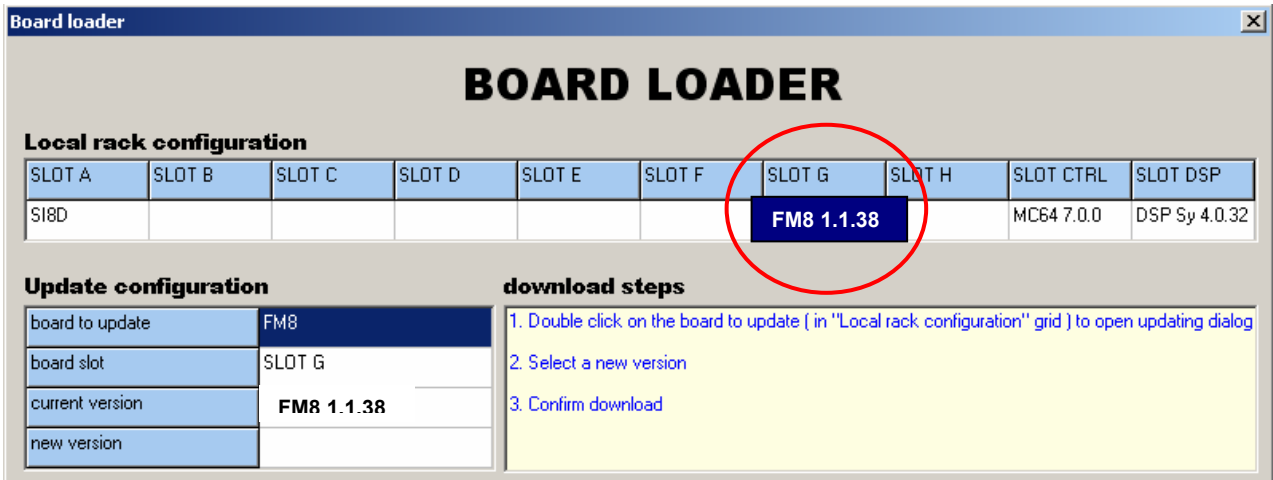 Board loader
BOARD LOADER
Local rack configuration
SLOT A SLOT B SLOT C SLOT D SLOT E SLOT F SLOT G SLOT H SLOT CTRL SLOT DSP
SI8D FM8 1.1.38 MC64 7.0.0 DSP Sy 4.0.32
Update configuration
board to update FM8
board slot SLOT G
current version FM8 1.1.38
new version
download steps
1. Double click on the board to update ( in "Local rack configuration" grid ) to open updating dialog
2. Select a new version
3. Confirm download